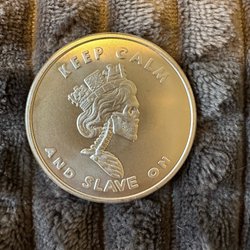 KEEP CALM
AND SLAVE ON